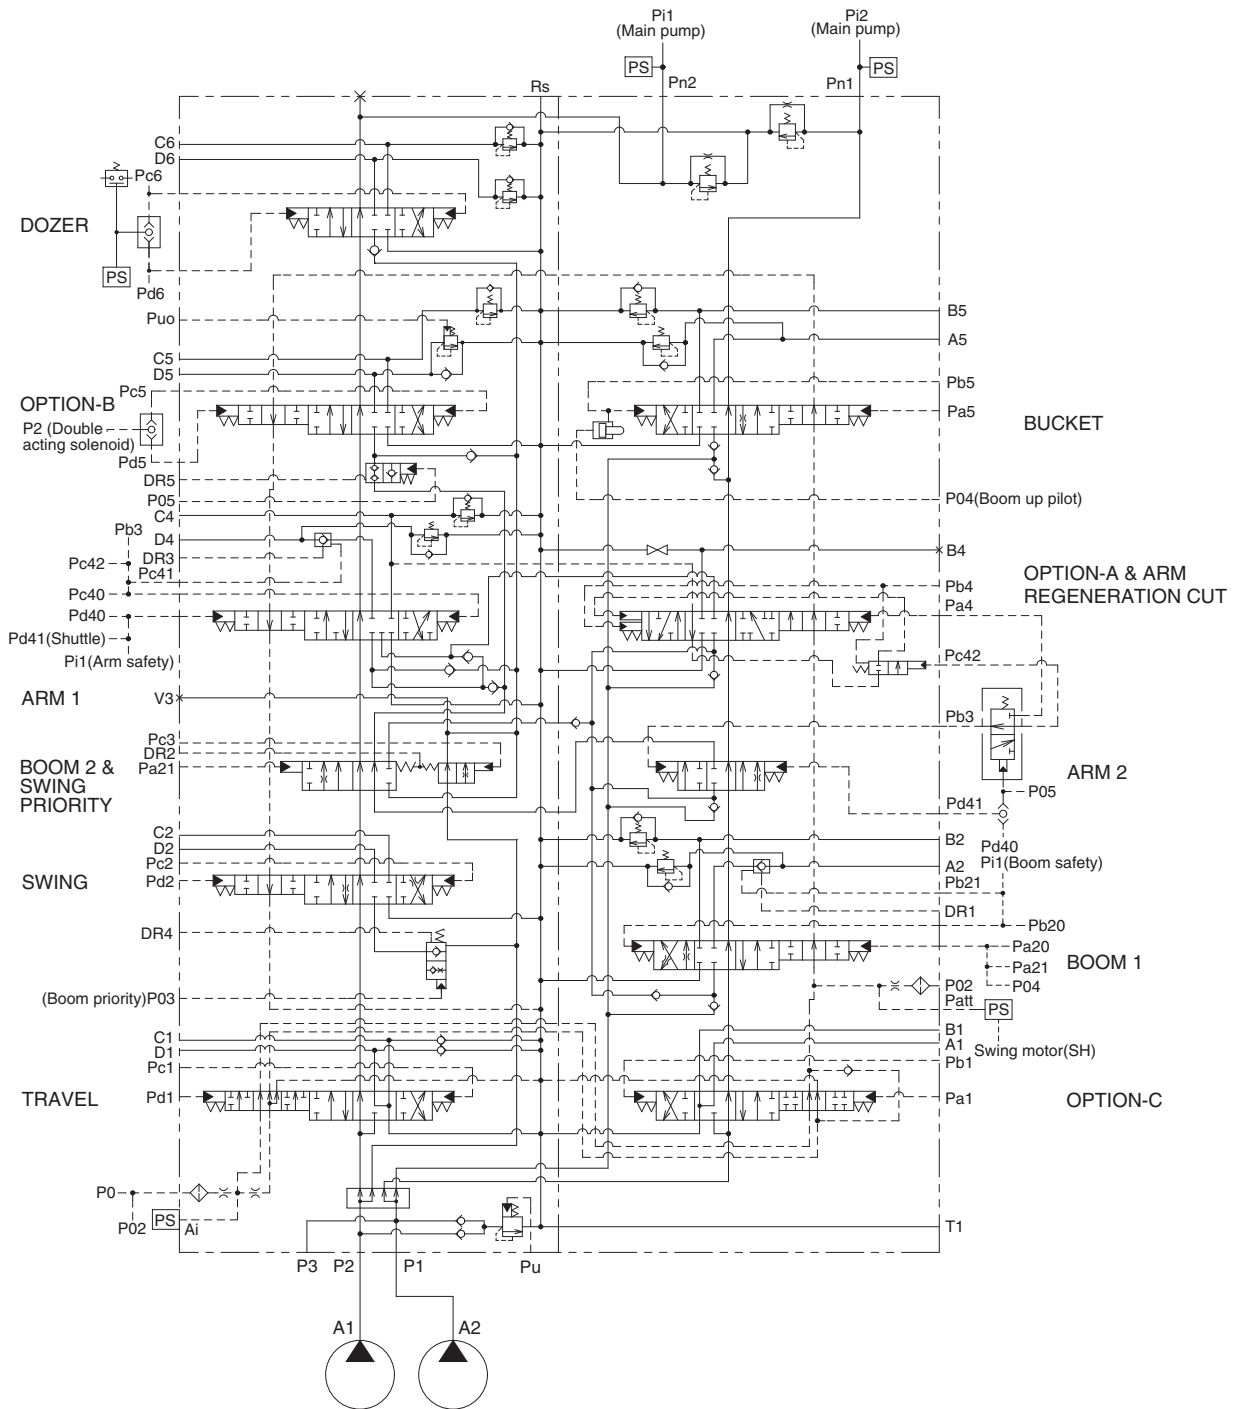 Pi1
(Main pump)
Pi2
(Main pump)
PS
PS
Pn2
Pn1
Rs
C6
D6
Pc6
DOZER
PS
Pd6
Puo
B5
A5
C5
D5
Pc5
Pb5
OPTION-B
P2 (Double
acting solenoid)
Pa5
BUCKET
Pd5
DR5
P05
P04(Boom up pilot)
C4
Pb3
D4
DR3
B4
Pc42
Pc41
OPTION-A & ARM
REGENERATION CUT
Pb4
Pc40
Pa4
Pd40
Pd41(Shuttle)
Pi1(Arm safety)
Pc42
ARM 1
V3
Pb3
Pc3
DR2
Pa21
BOOM 2 &
SWING
PRIORITY
ARM 2
P05
Pd41
C2
D2
Pc2
B2
Pd40
Pi1(Boom safety)
A2
SWING
Pd2
Pb21
DR1
Pb20
DR4
Pa20
Pa21
P04
BOOM 1
(Boom priority)P03
P02
Patt
PS
C1
D1
B1
A1
Swing motor(SH)
Pc1
Pb1
TRAVEL
Pd1
Pa1
OPTION-C
P0
P02
PS
Ai
T1
P3
P2
P1
Pu
A1
A2